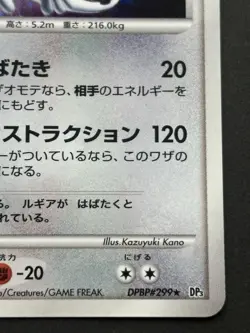 高さ：5.2m 重さ：216.0kg
ばたき 20
オモテなら、相手のエネルギーを
にもどす。
ストラクション 120
ーがついているなら、このワザの
にする。
ら。 ルギアが はばたくと
れている。
Illus. Kazuyuki Kano
抗力 にげる
-20
o/Creatures/GAME FREAK. DPBP#299★ DP5